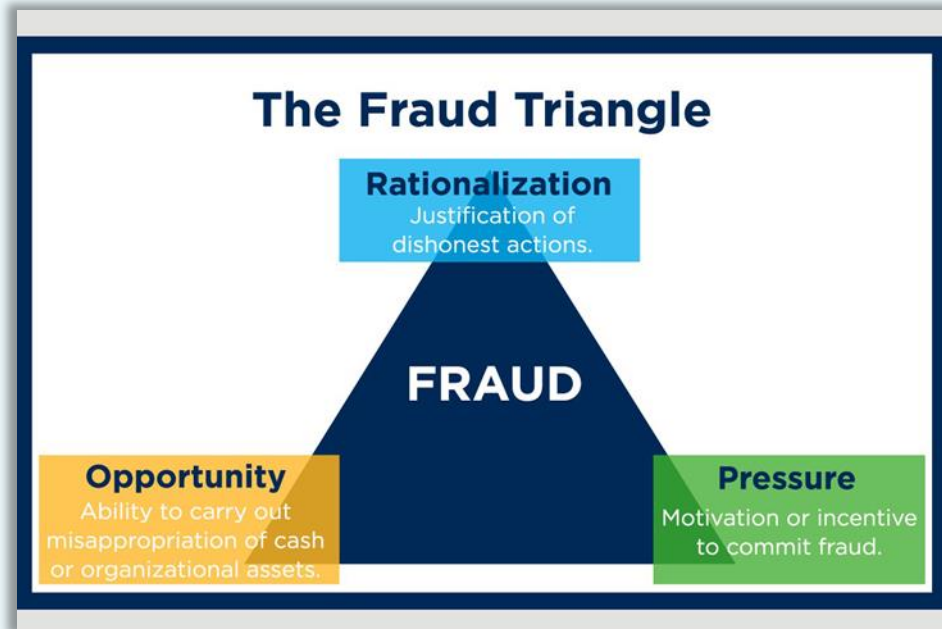 The Fraud Triangle
Rationalization
Justification of
dishonest actions.
FRAUD
Opportunity
Ability to carry out
misappropriation of cash
or organizational assets.
Pressure
Motivation or incentive
to commit fraud.